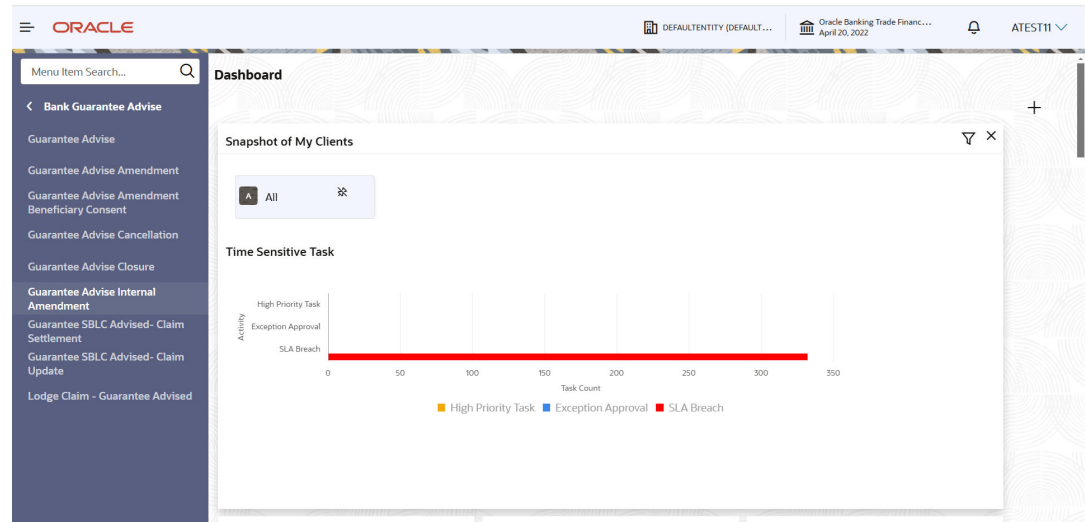 ORACLE
DEFAULTENTITY (DEFAULT...
Oracle Banking Trade Financ...
April 20, 2022
ATEST11
Menu Item Search...
Bank Guarantee Advise
Guarantee Advise
Guarantee Advise Amendment
Guarantee Advise Amendment
Beneficiary Consent
Guarantee Advise Cancellation
Guarantee Advise Closure
Guarantee Advise Internal
Amendment
Guarantee SBLC Advised- Claim
Settlement
Guarantee SBLC Advised- Claim
Update
Lodge Claim - Guarantee Advised
Dashboard
Snapshot of My Clients
A All
Time Sensitive Task
Activity
High Priority Task
Exception Approval
SLA Breach
0 50 100 150 200 250 300 350
Task Count
High Priority Task Exception Approval SLA Breach